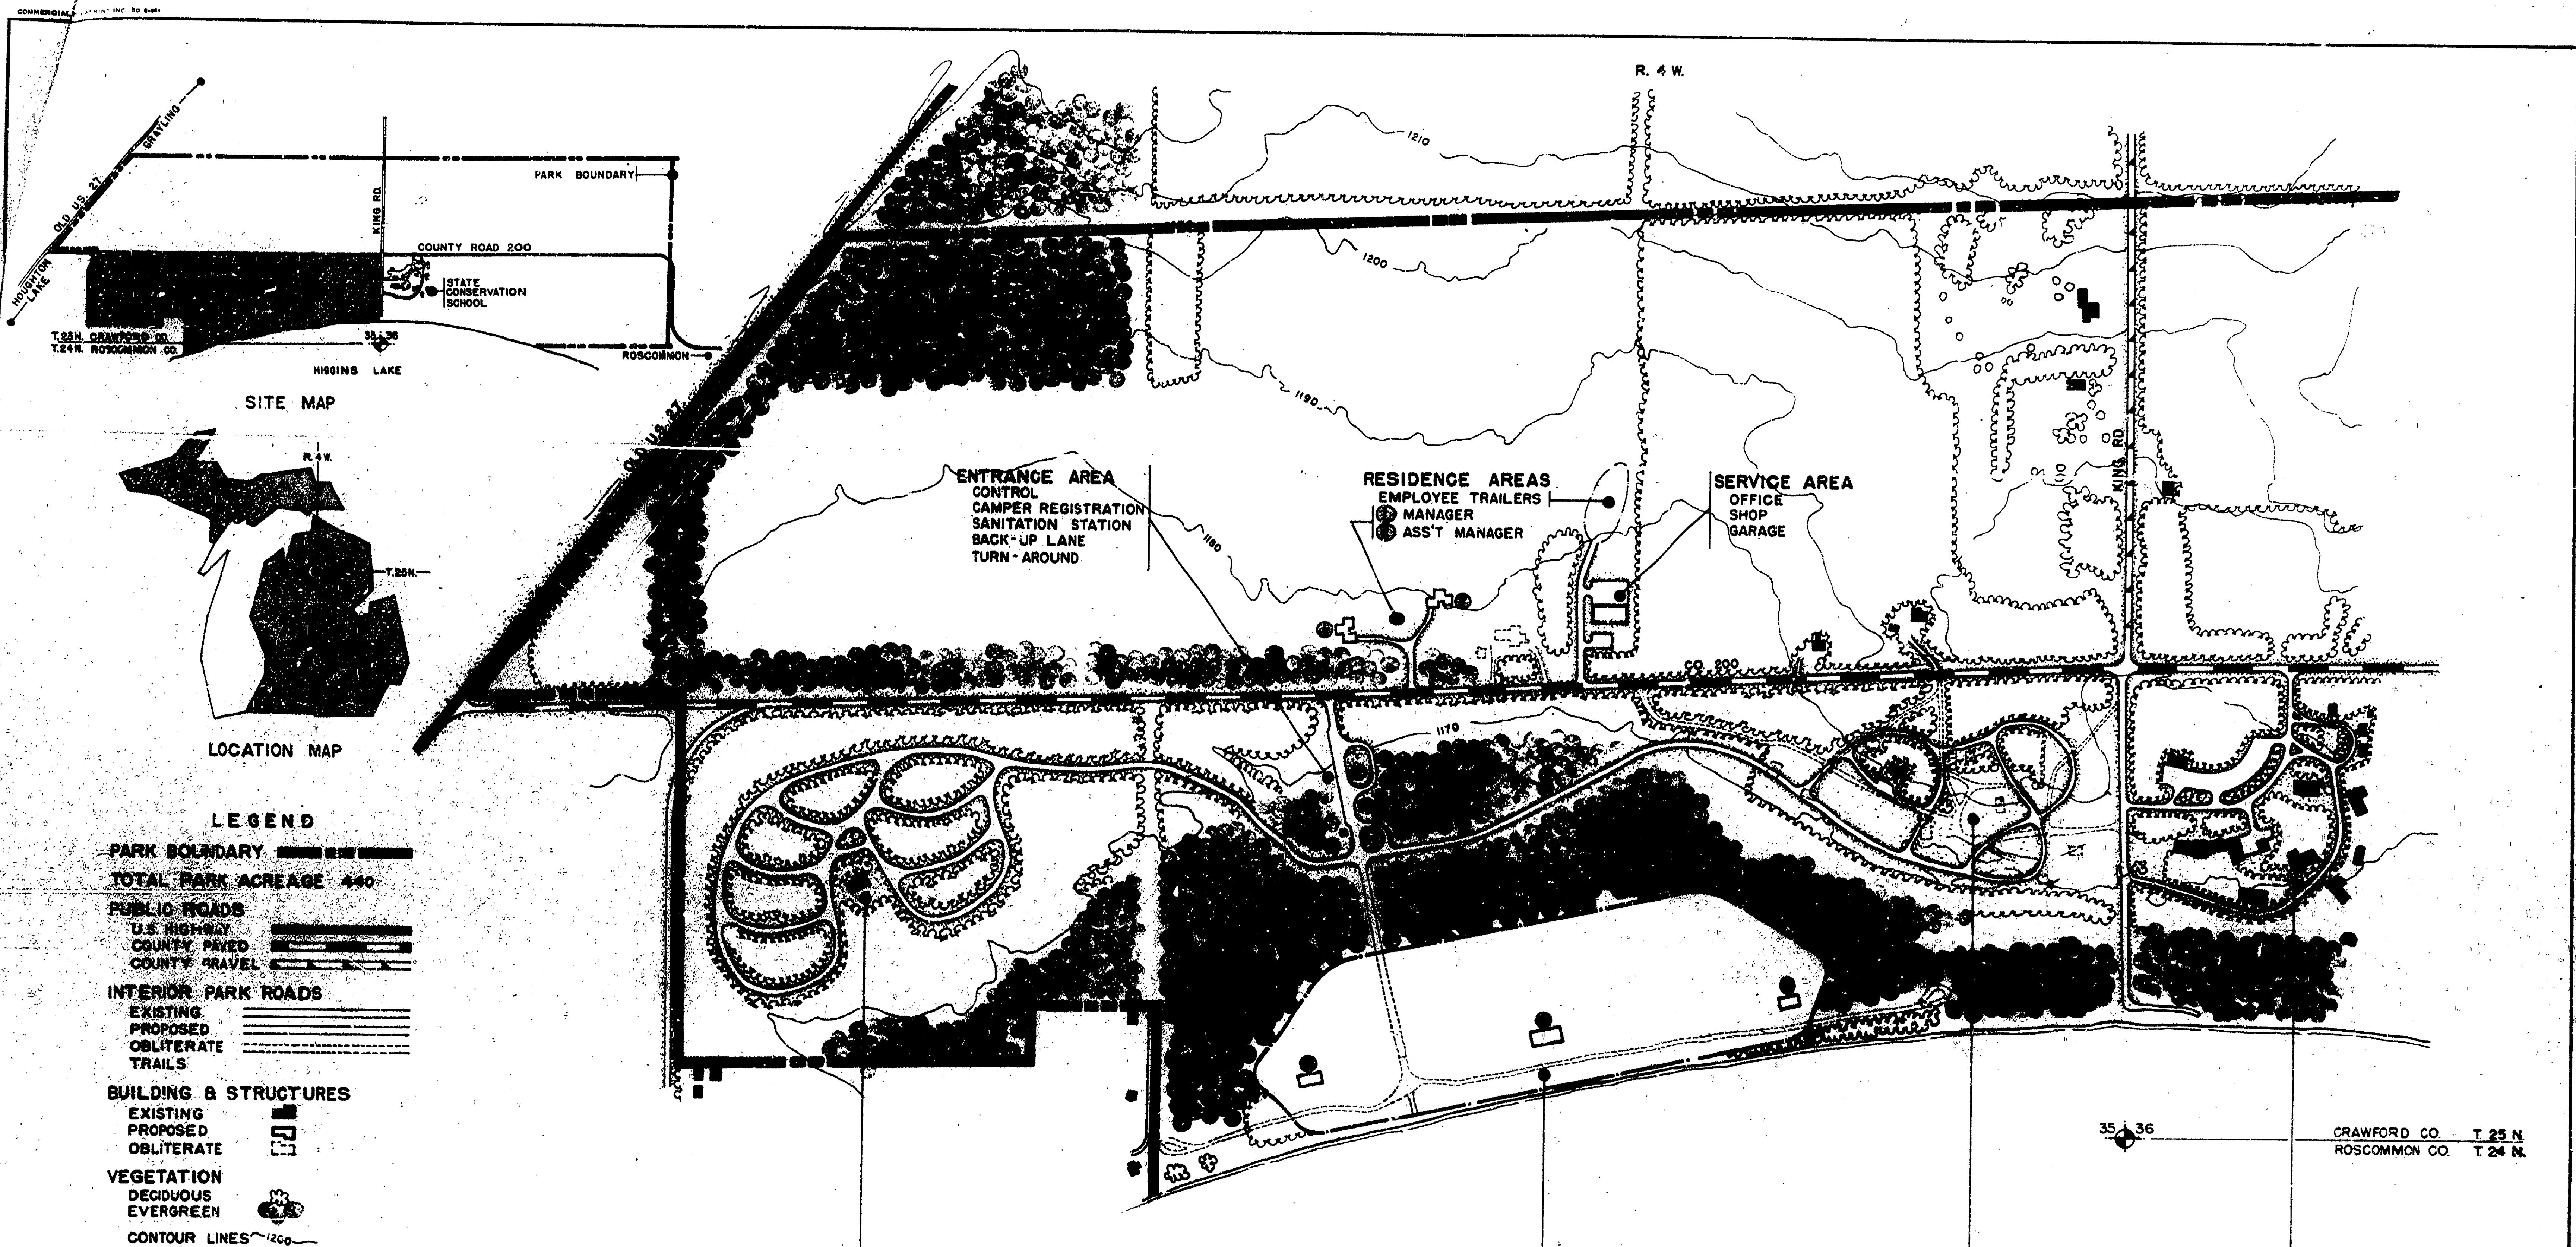 COMMERCIAL
R. 4 W.
GRAYLING
OLD US 27
HOUGHTON
LAKE
KING RD
PARK BOUNDARY
COUNTY ROAD 200
STATE
CONSERVATION
SCHOOL
T.25N. CRAWFORD CO.
T.24N. ROSCOMMON CO.
35 36
ROSCOMMON
HIGGINS LAKE
SITE MAP
R. 4 W.
T.25N.
LOCATION MAP
LEGEND
PARK BOUNDARY
TOTAL PARK ACREAGE 440
PUBLIC ROADS
U.S. HIGHWAY
COUNTY PAVED
COUNTY GRAVEL
INTERIOR PARK ROADS
EXISTING
PROPOSED
OBLITERATE
TRAILS
BUILDING & STRUCTURES
EXISTING
PROPOSED
OBLITERATE
VEGETATION
DECIDUOUS
EVERGREEN
CONTOUR LINES 1200
1210
1200
1190
OLD US 27
ENTRANCE AREA
CONTROL
CAMPER REGISTRATION
SANITATION STATION
BACK-UP LANE
TURN-AROUND
1180
RESIDENCE AREAS
EMPLOYEE TRAILERS
MANAGER
ASS'T MANAGER
SERVICE AREA
OFFICE
SHOP
GARAGE
KING RD
CO. 200
1170
35 36
CRAWFORD CO. T. 25 N.
ROSCOMMON CO. T. 24 N.